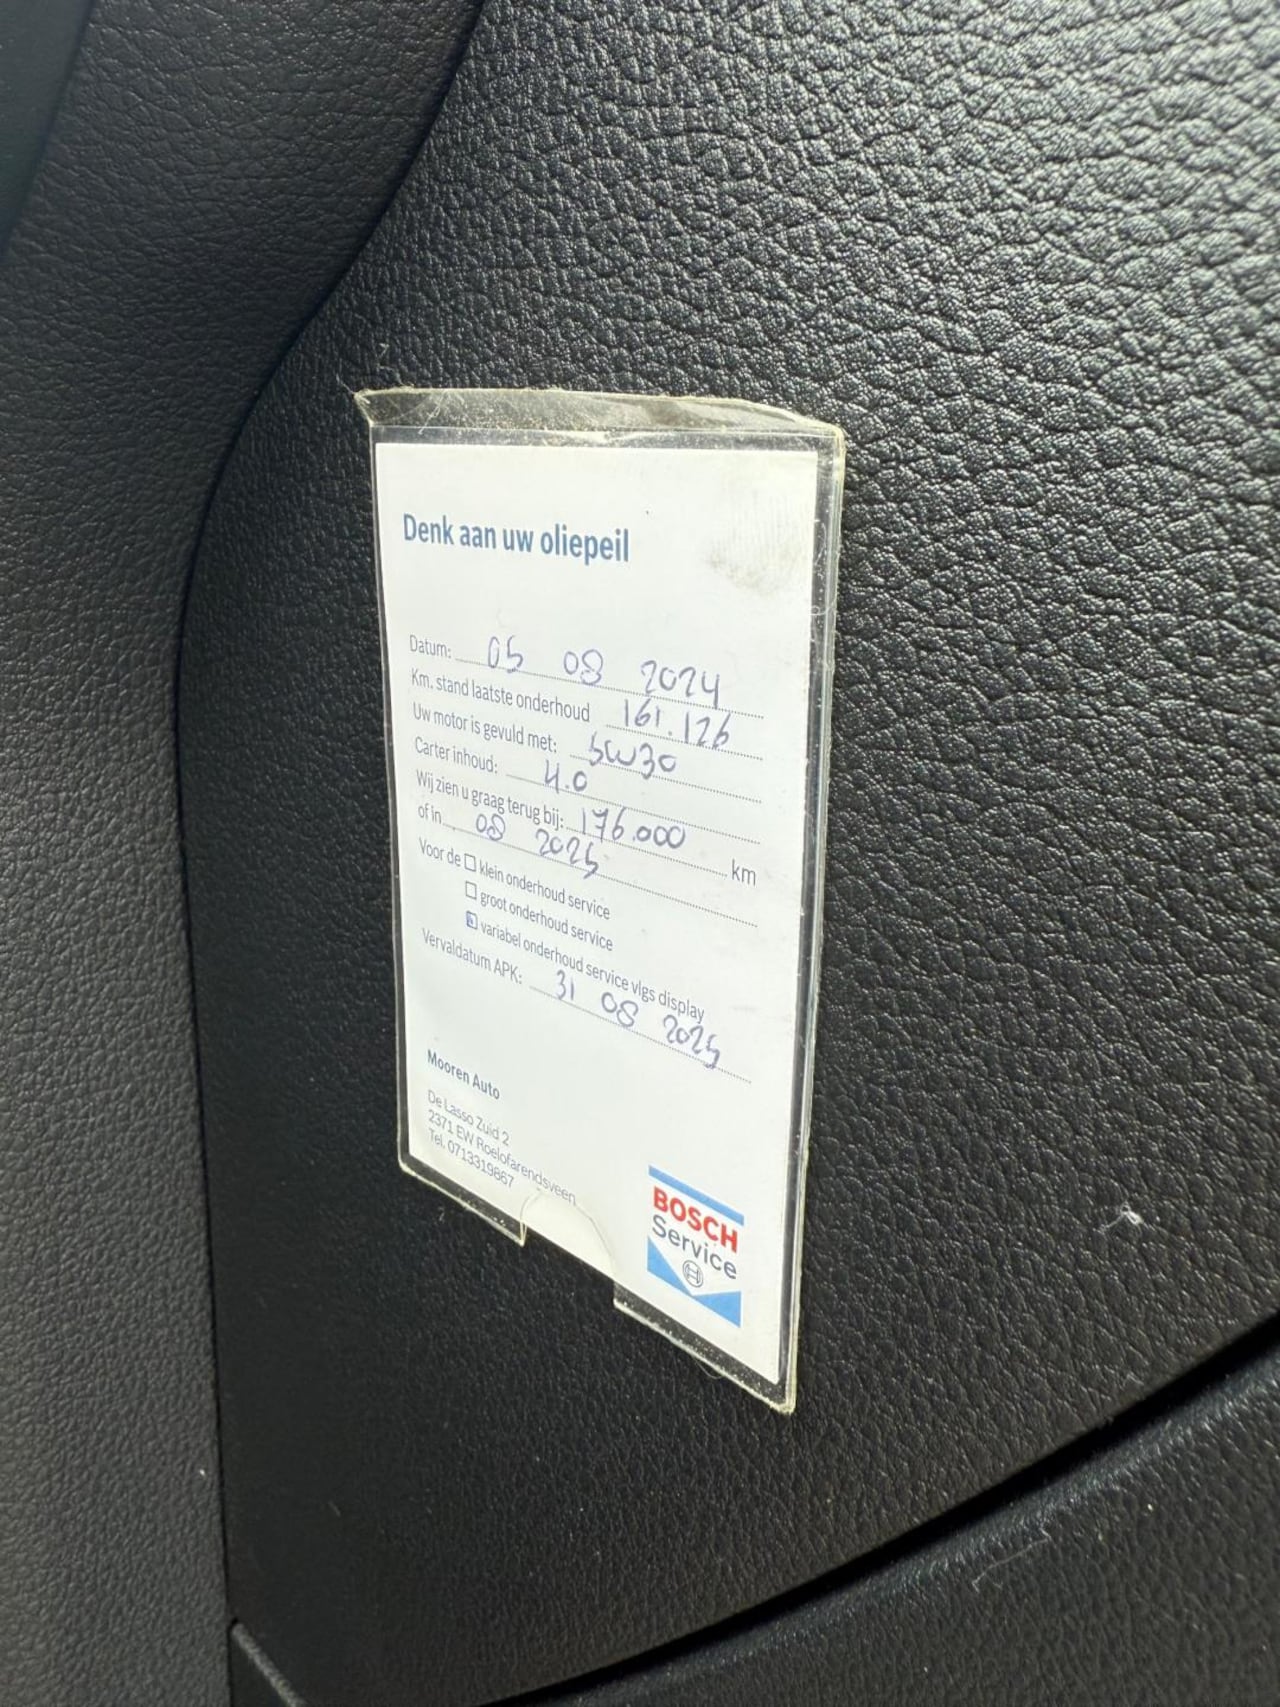 Denk aan uw oliepeil
Datum: 05 08 2024
Km. stand laatste onderhoud 161.126
Uw motor is gevuld met: 5W30
Carter inhoud: 4.0
Wij zien u graag terug bij: 176.000 km
of in 08 2025
Voor de klein onderhoud service
groot onderhoud service
variabel onderhoud service vlgs display
Vervaldatum APK: 31 08 2025
Mooren Auto
De Lasso Zuid 2
2371 EW Roelofarendsveen
Tel. 0713319867
BOSCH
Service